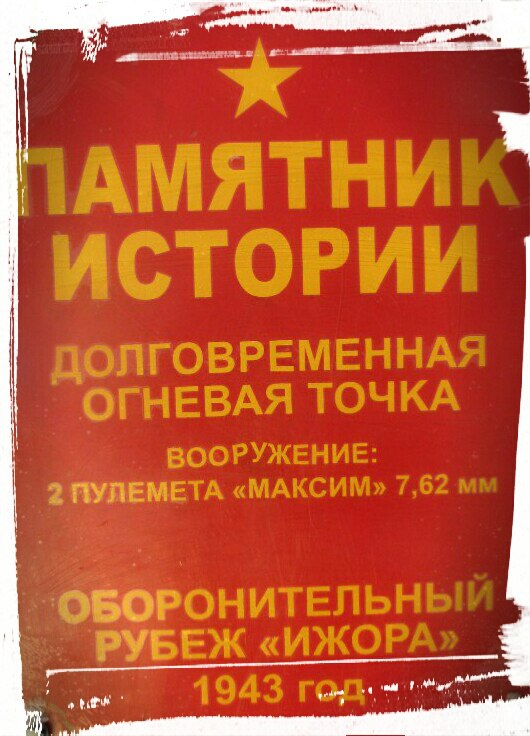 ПАМЯТНИК
ИСТОРИИ
ДОЛГОВРЕМЕННАЯ
ОГНЕВАЯ ТОЧКА
ВООРУЖЕНИЕ:
2 ПУЛЕМЕТА «МАКСИМ» 7,62 мм
ОБОРОНИТЕЛЬНЫЙ
РУБЕЖ «ИЖОРА»
1943 год